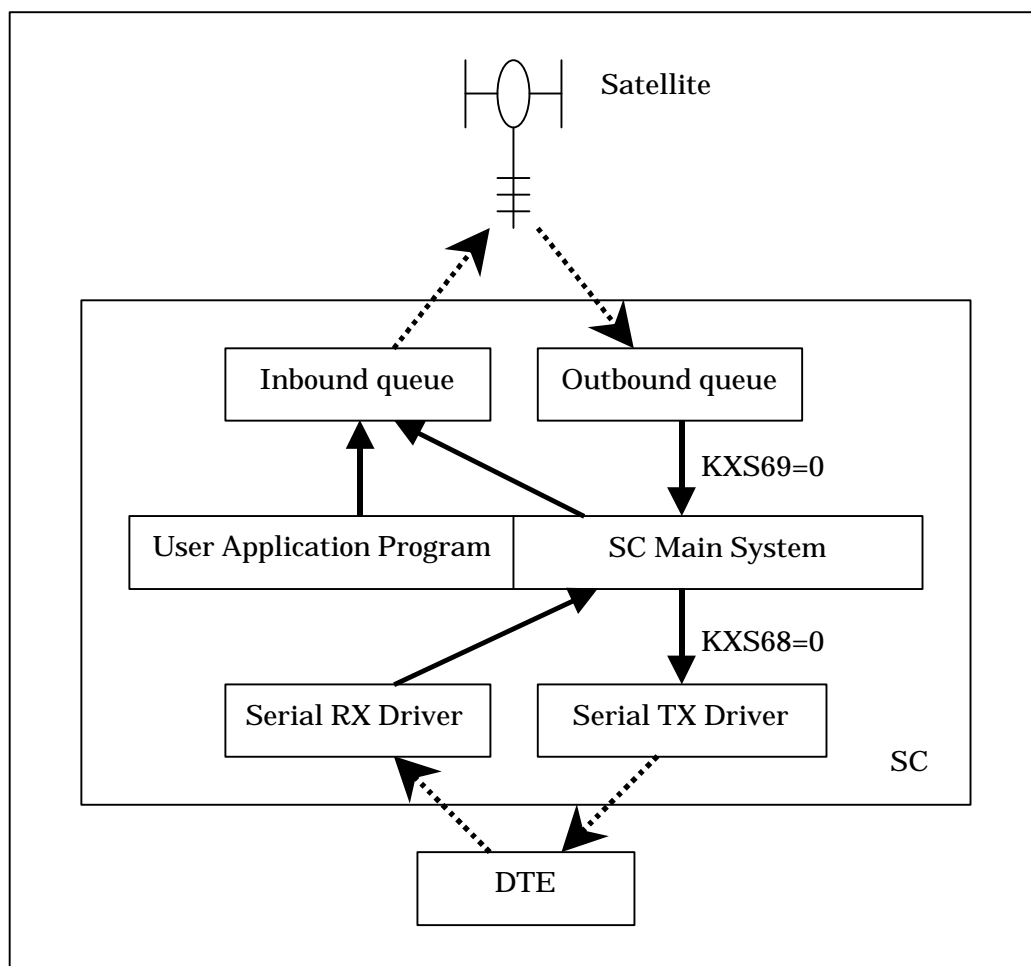 Satellite
Inbound queue
Outbound queue
KXS69=0
User Application Program
SC Main System
KXS68=0
Serial RX Driver
Serial TX Driver
SC
DTE